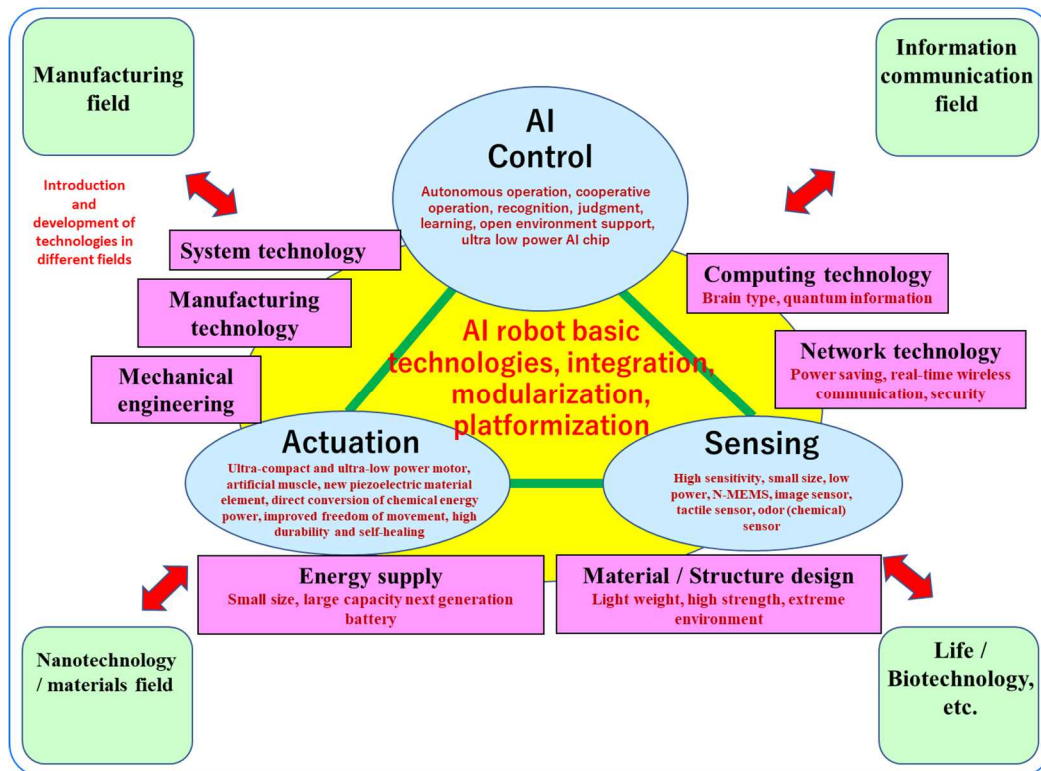 Manufacturing
field
Information
communication
field
AI
Control
Autonomous operation, cooperative
operation, recognition, judgment,
learning, open environment support,
ultra low power AI chip
Introduction
and
development of
technologies in
different fields
System technology
Manufacturing
technology
Mechanical
engineering
Computing technology
Brain type, quantum information
Network technology
Power saving, real-time wireless
communication, security
AI robot basic
technologies, integration,
modularization,
platformization
Actuation
Ultra-compact and ultra-low power motor,
artificial muscle, new piezoelectric material
element, direct conversion of chemical energy
power, improved freedom of movement, high
durability and self-healing
Sensing
High sensitivity, small size, low
power, N-MEMS, image sensor,
tactile sensor, odor (chemical)
sensor
Energy supply
Small size, large capacity next generation
battery
Material / Structure design
Light weight, high strength, extreme
environment
Nanotechnology
/ materials field
Life /
Biotechnology,
etc.